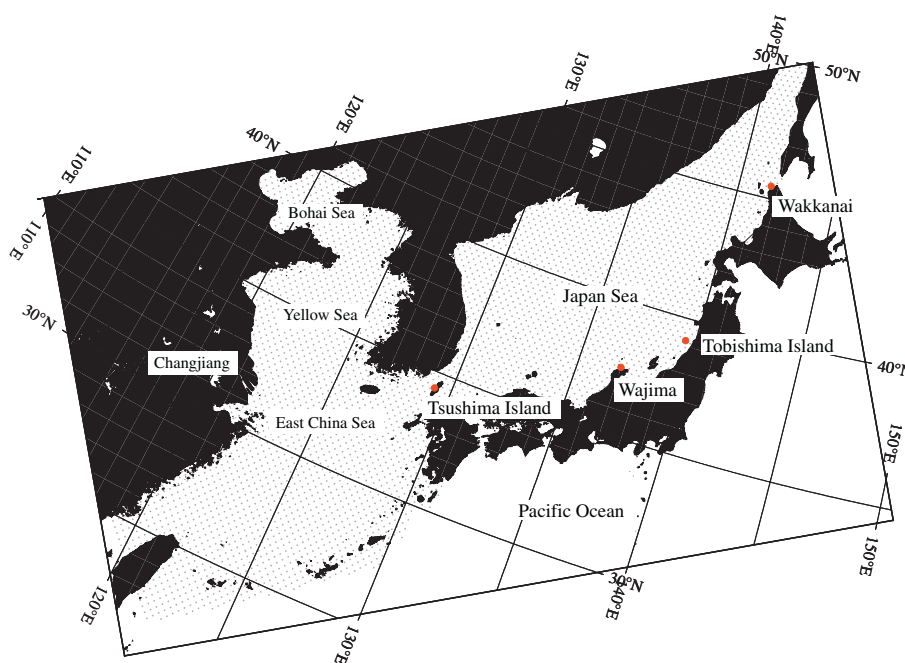 140°E
50°N
50°N
130°E
120°E
40°N
110°E
110°E
Bohai Sea
Wakkanai
Japan Sea
Yellow Sea
30°N
Tobishima Island
Changjiang
40°N
Wajima
Tsushima Island
East China Sea
150°E
Pacific Ocean
150°E
30°N
140°E
120°E
130°E